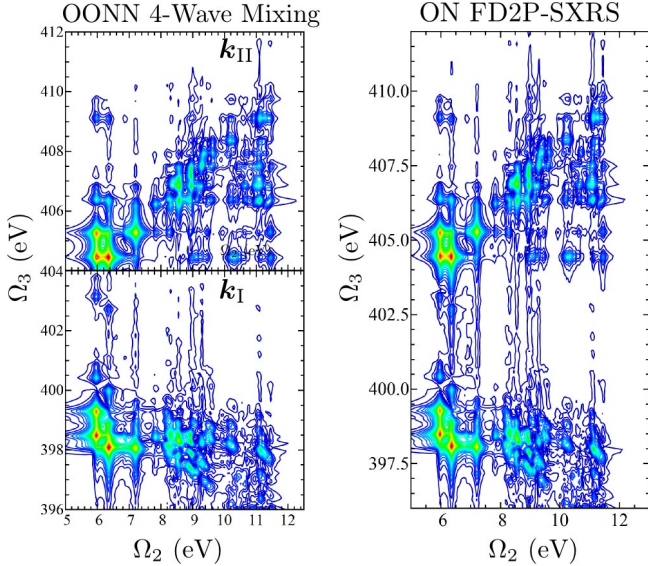 OONN 4-Wave Mixing
ON FD2P-SXRS
412
410
408
406
404
k_II
402
400
398
396
k_I
5 6 7 8 9 10 11 12
Ω₃ (eV)
Ω₂ (eV)
410.0
407.5
405.0
402.5
400.0
397.5
6 8 10 12
Ω₃ (eV)
Ω₂ (eV)